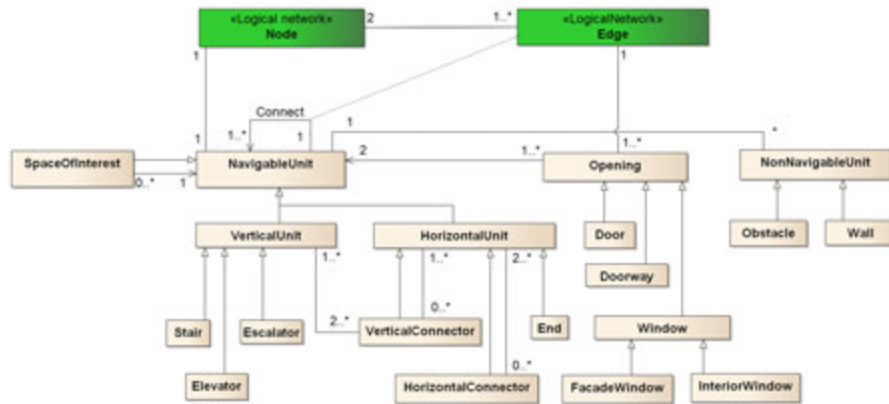 «Logical network»
Node
2
1..*
«LogicalNetwork»
Edge
1
1
Connect
1..*
1
1
1
*
1..*
2
1..*
SpaceOfInterest
0..*
1
NavigableUnit
Opening
NonNavigableUnit
VerticalUnit
HorizontalUnit
Door
Obstacle
Wall
1..*
1..*
2..*
Doorway
0..*
2..*
Stair
Escalator
VerticalConnector
End
Window
0..*
Elevator
HorizontalConnector
FacadeWindow
InteriorWindow